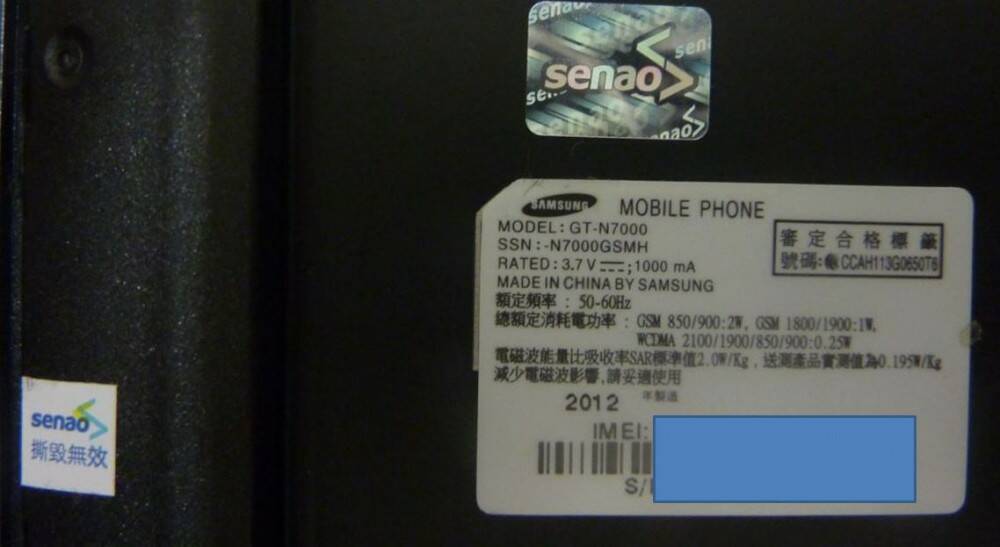 senao
senao
senao
senao
senao
SAMSUNG
MOBILE PHONE
MODEL: GT-N7000
SSN:-N7000GSMH
RATED: 3.7 V ; 1000 mA
MADE IN CHINA BY SAMSUNG
審定合格標籤
號碼: CCAH113G0650T6
額定頻率 : 50-60Hz
總額定消耗電功率 : GSM 850/900:2W, GSM 1800/1900:1W,
WCDMA 2100/1900/850/900:0.25W
電磁波能量比吸收率SAR標準值2.0W/Kg, 送測產品實測值為0.195W/Kg
減少電磁波影響,請妥適使用
2012 年製造
IMEI:
senao
撕毀無效